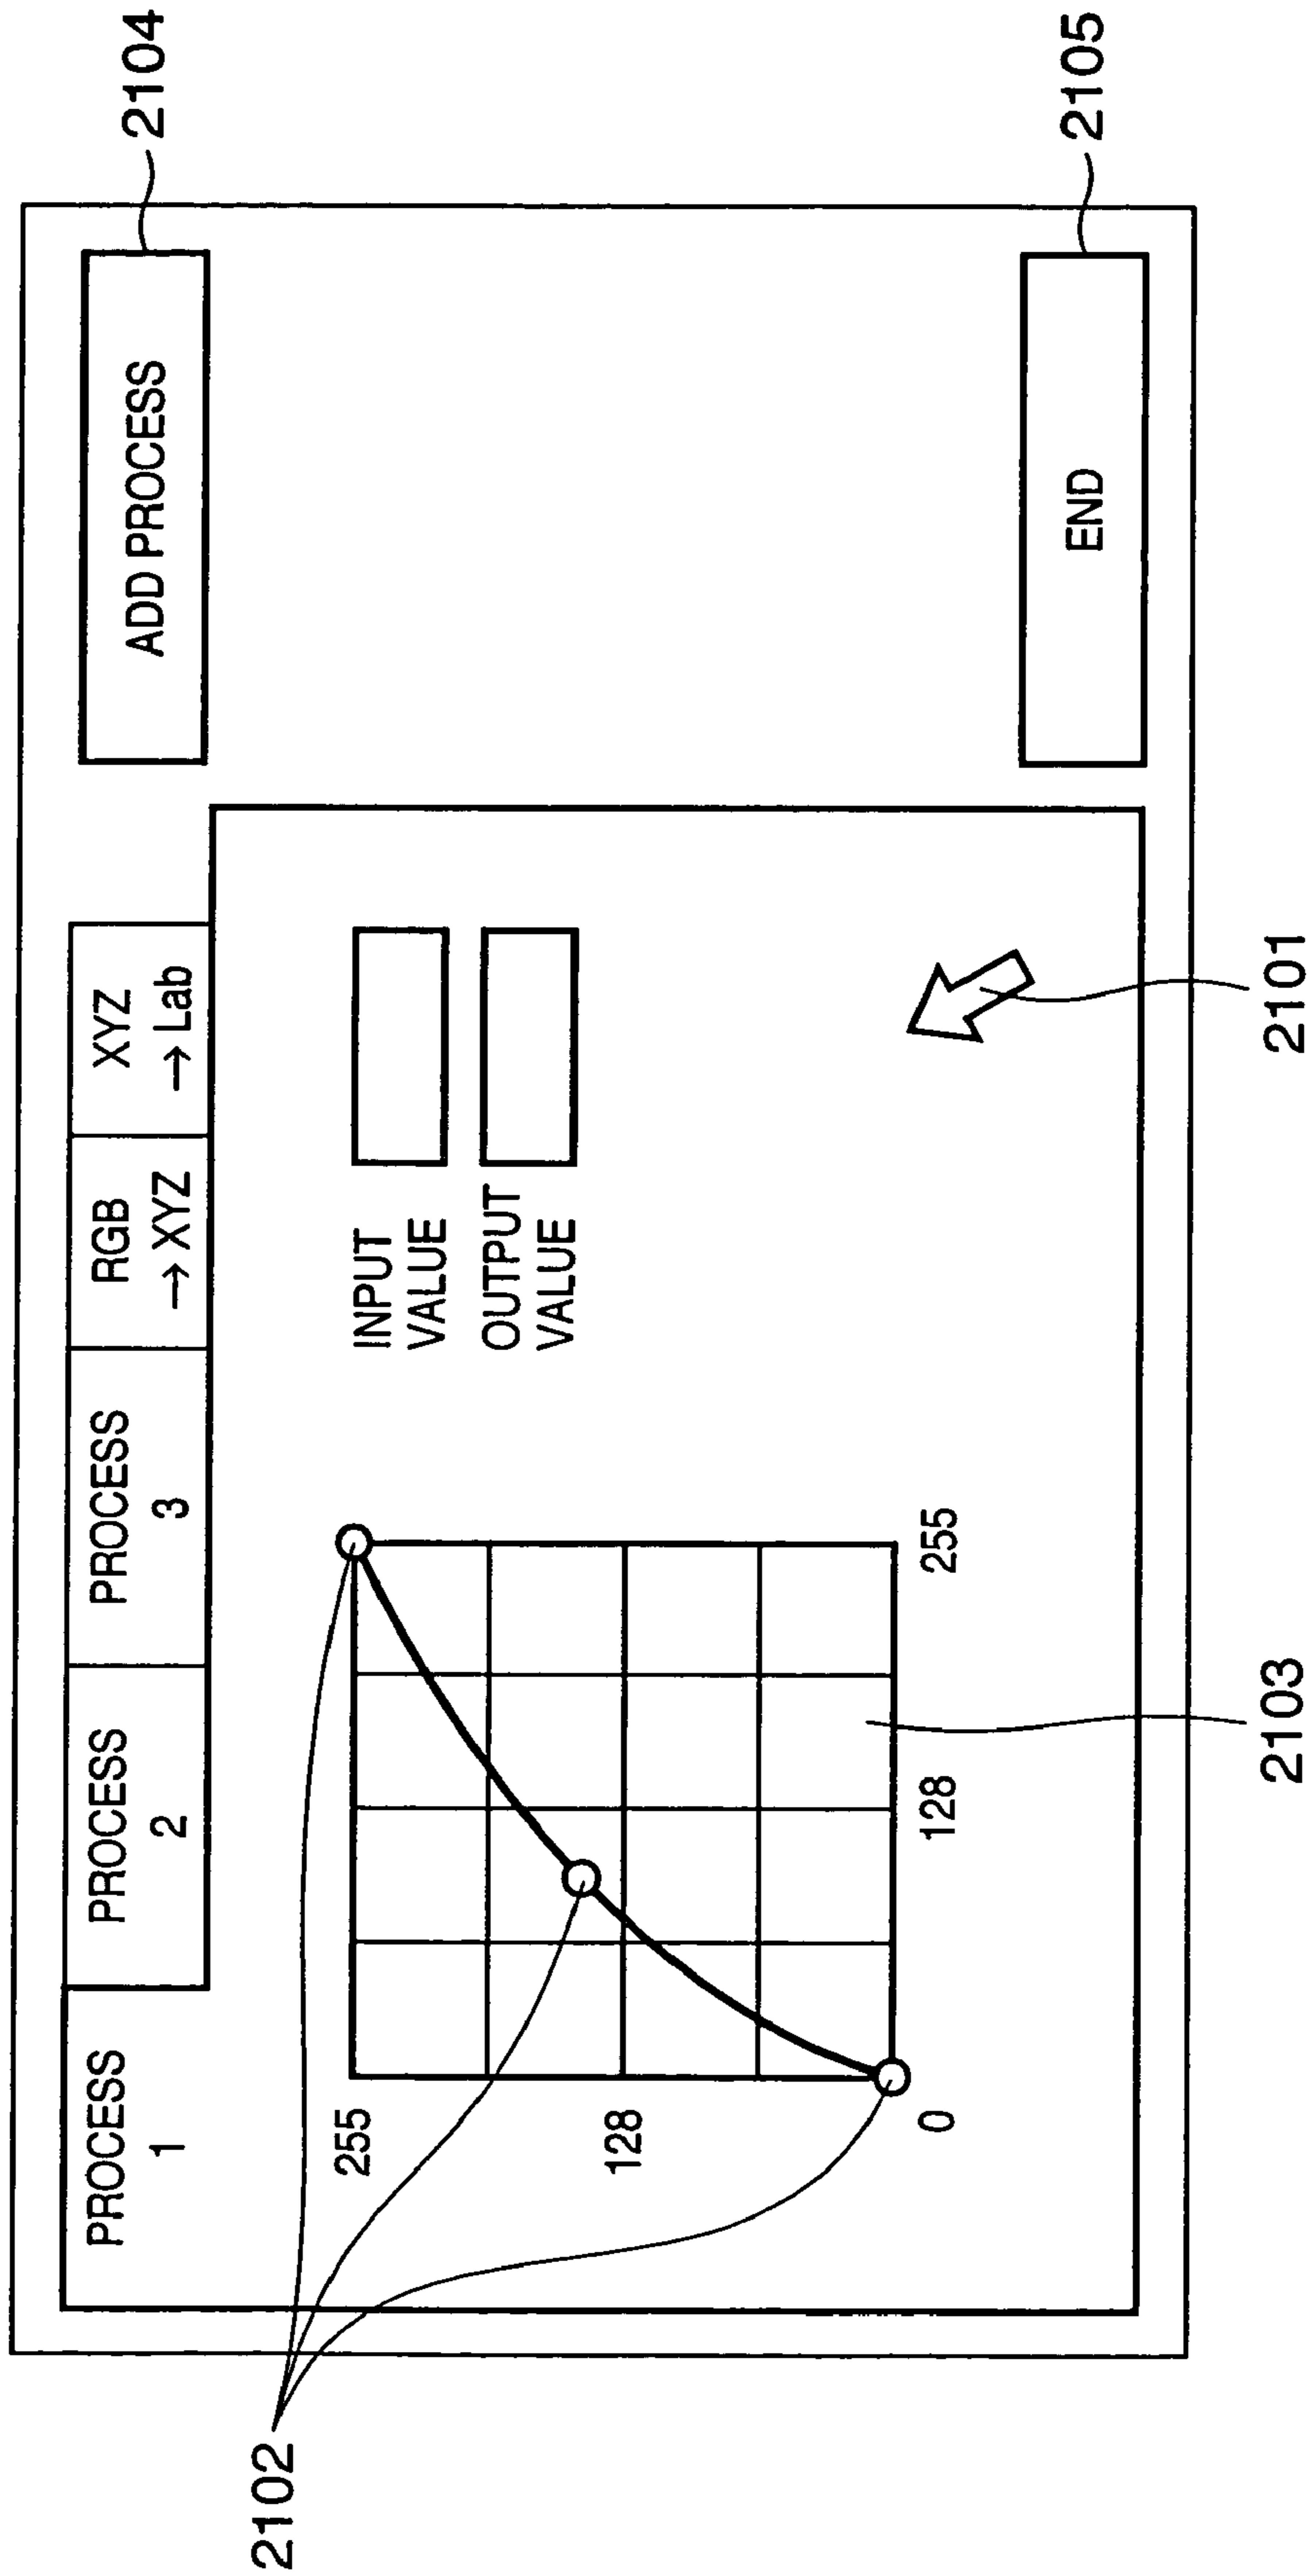 PROCESS
1
PROCESS
2
PROCESS
3
RGB
→ XYZ
XYZ
→ Lab
ADD PROCESS
2104
2102
255
128
0
128
255
INPUT
VALUE
OUTPUT
VALUE
END
2105
2103
2101